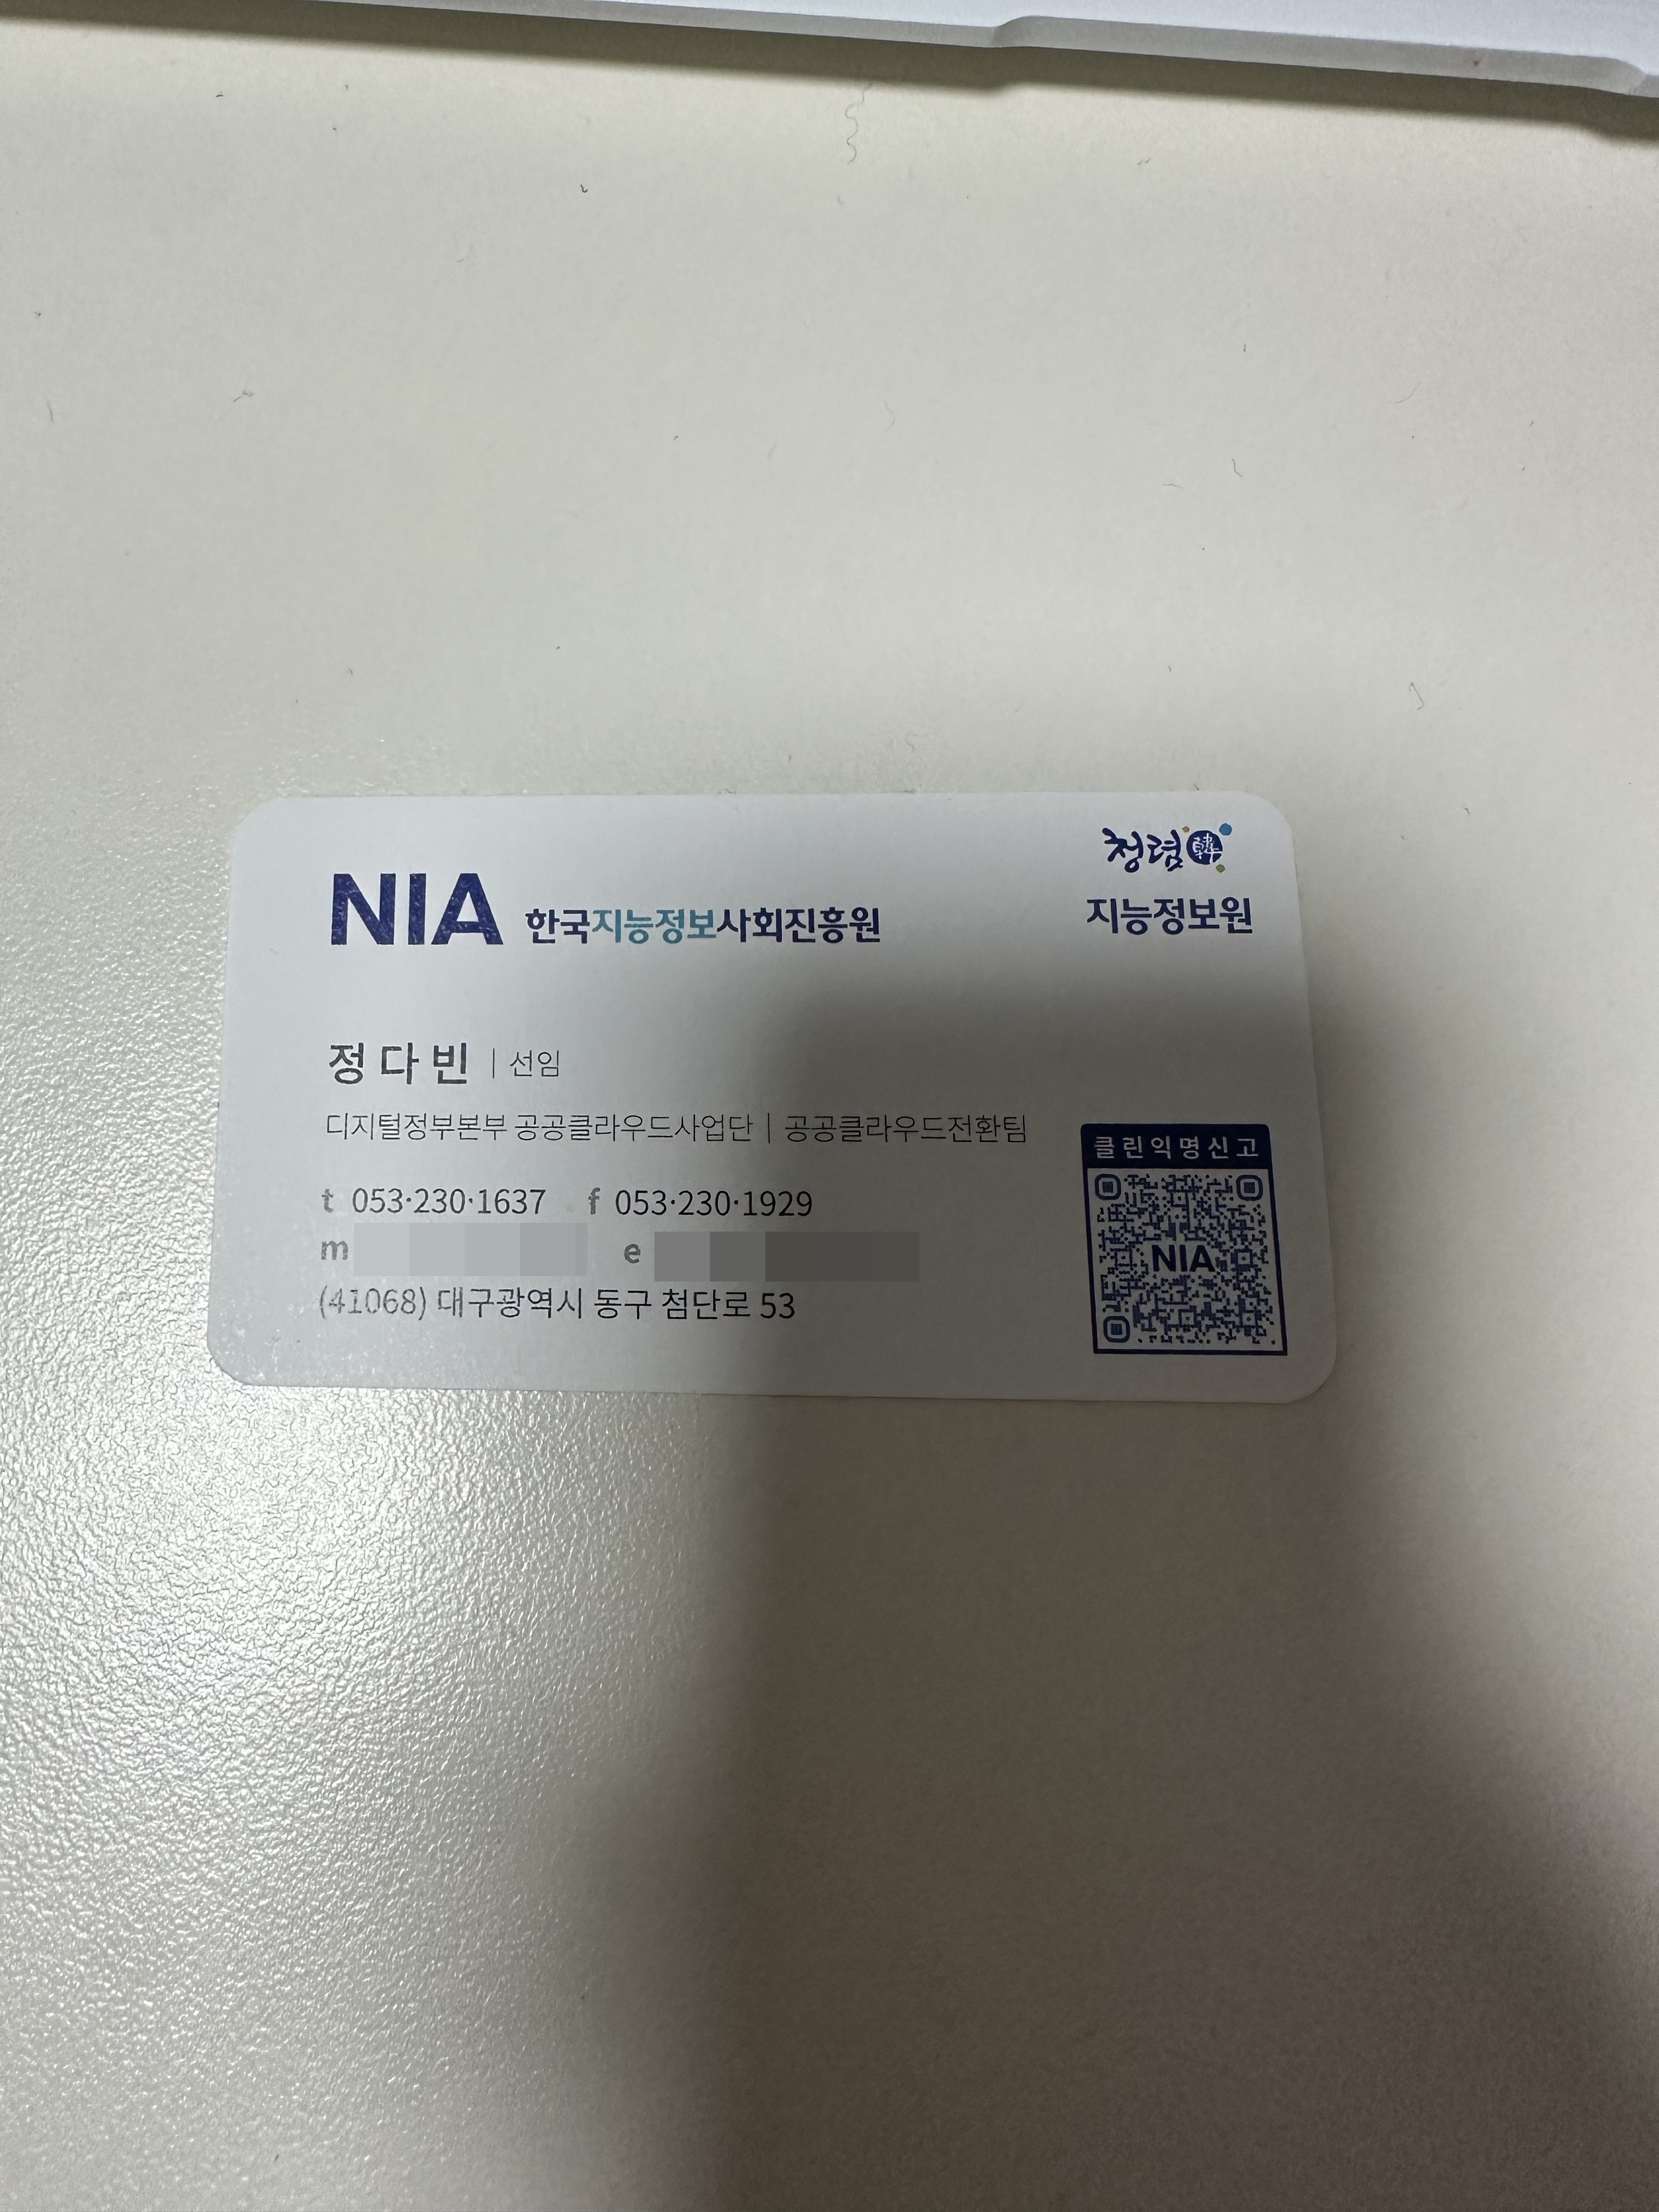 청렴韓
NIA 한국지능정보사회진흥원
지능정보원
정다빈 | 선임
디지털정부본부 공공클라우드사업단 | 공공클라우드전환팀
t 053·230·1637 f 053·230·1929
m e
(41068) 대구광역시 동구 첨단로 53
클린익명신고
NIA